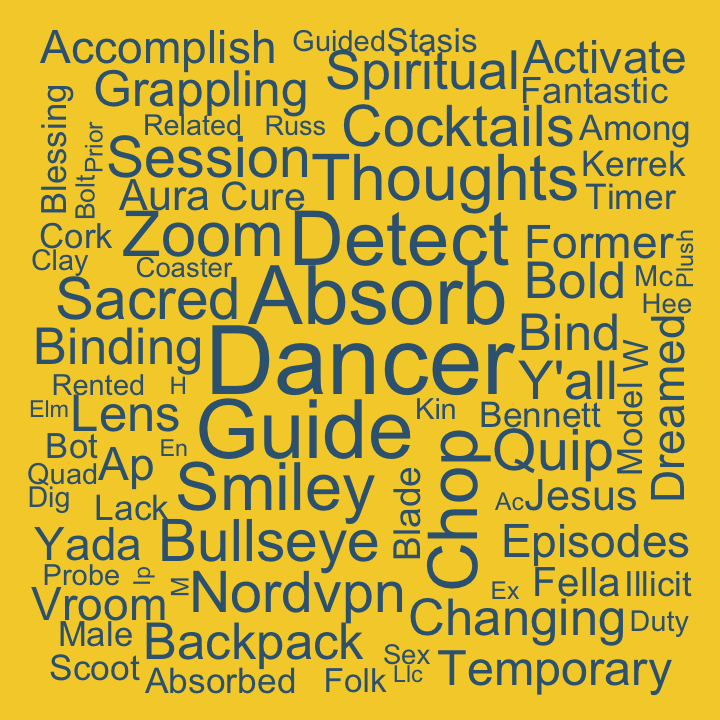 Accomplish
GuidedStasis
Grappling
Spiritual
Activate
Fantastic
Blessing
Prior
Related
Russ
Cocktails
Among
Bolt
Session
Thoughts
Kerrek
Aura
Cure
Timer
Cork
Zoom
Detect
Former
Clay
Coaster
Bold
Mc
Plush
Hee
Sacred
Absorb
Binding
Dancer
Bind
Rented
H
Y'all
Model
W
Dreamed
Elm
Lens
Guide
Kin
Bennett
Bot
En
Ap
Quip
Quad
Dig
Lack
Smiley
Blade
Chop
Ac
Jesus
Yada
Bullseye
Episodes
Probe
Ip
M
Nordvpn
Ex
Fella
Illicit
Vroom
Changing
Duty
Male
Backpack
Sex
Scoot
Absorbed
Folk
Llc
Temporary